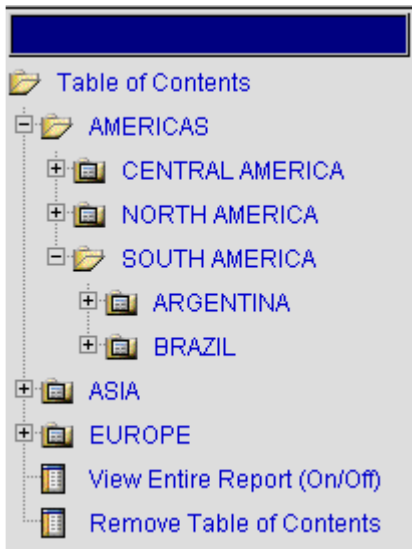 Table of Contents
AMERICAS
CENTRAL AMERICA
NORTH AMERICA
SOUTH AMERICA
ARGENTINA
BRAZIL
ASIA
EUROPE
View Entire Report (On/Off)
Remove Table of Contents